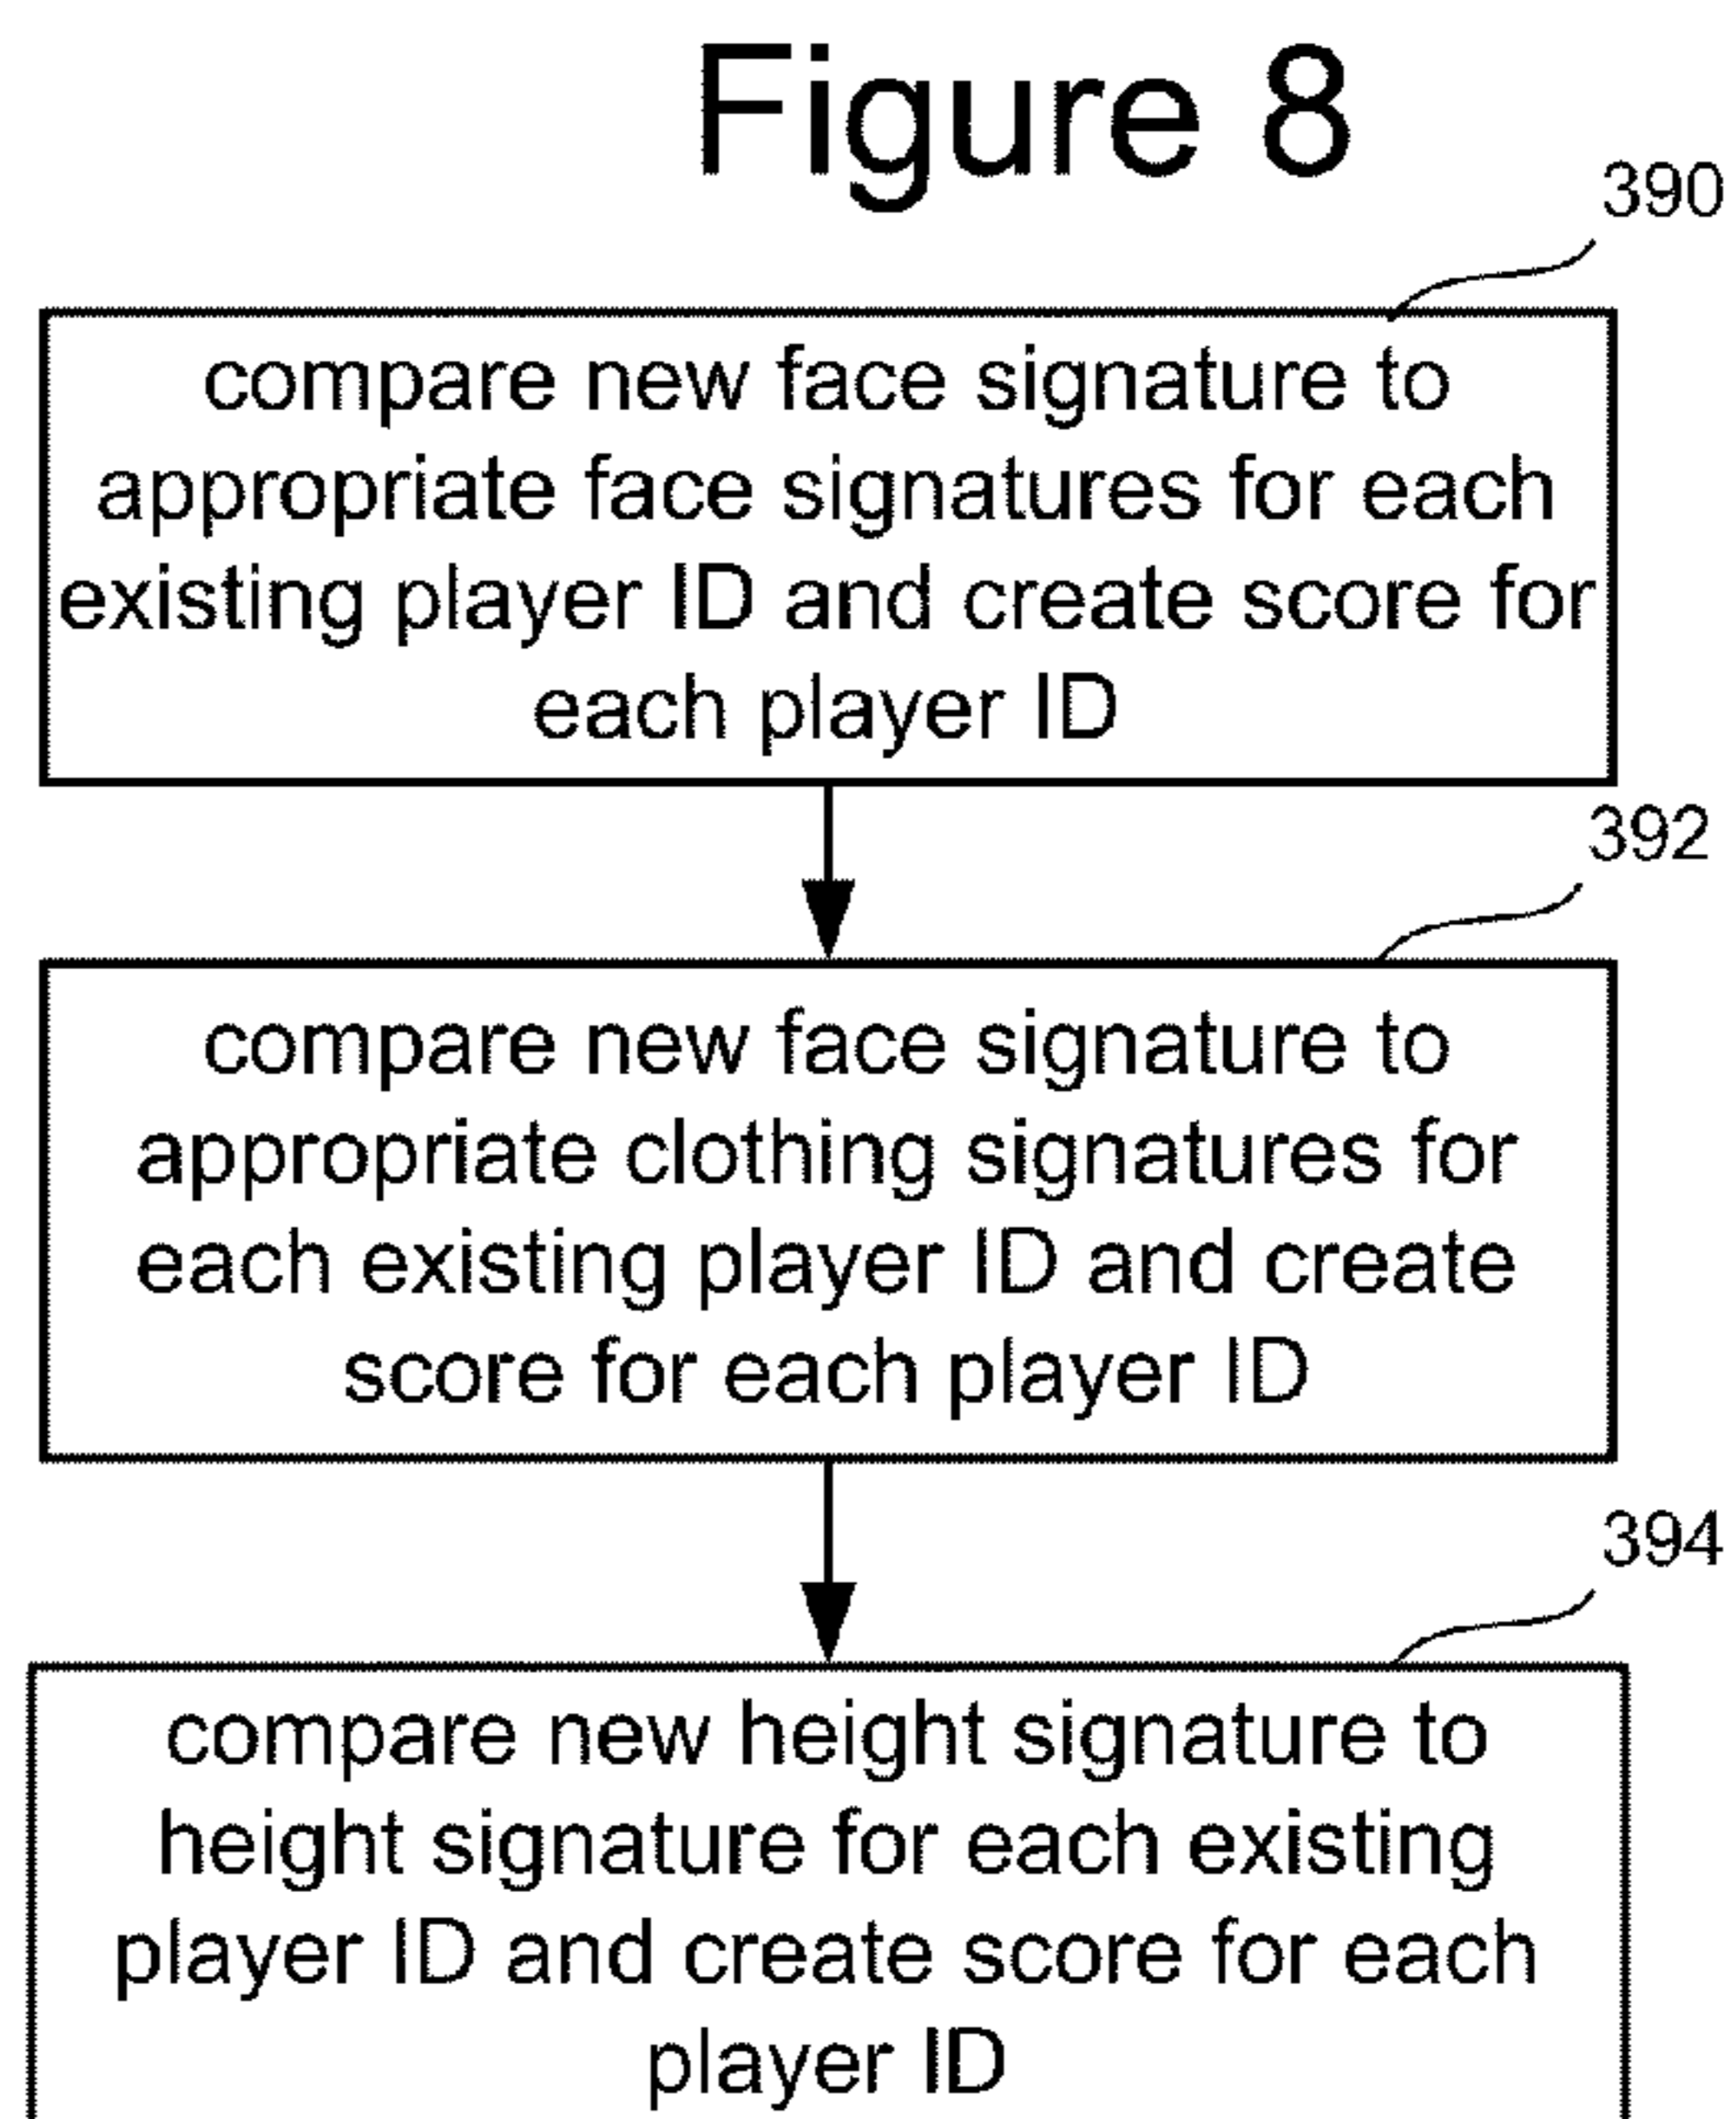 Figure 8
390
compare new face signature to
appropriate face signatures for each
existing player ID and create score for
each player ID
392
compare new face signature to
appropriate clothing signatures for
each existing player ID and create
score for each player ID
394
compare new height signature to
height signature for each existing
player ID and create score for each
player ID